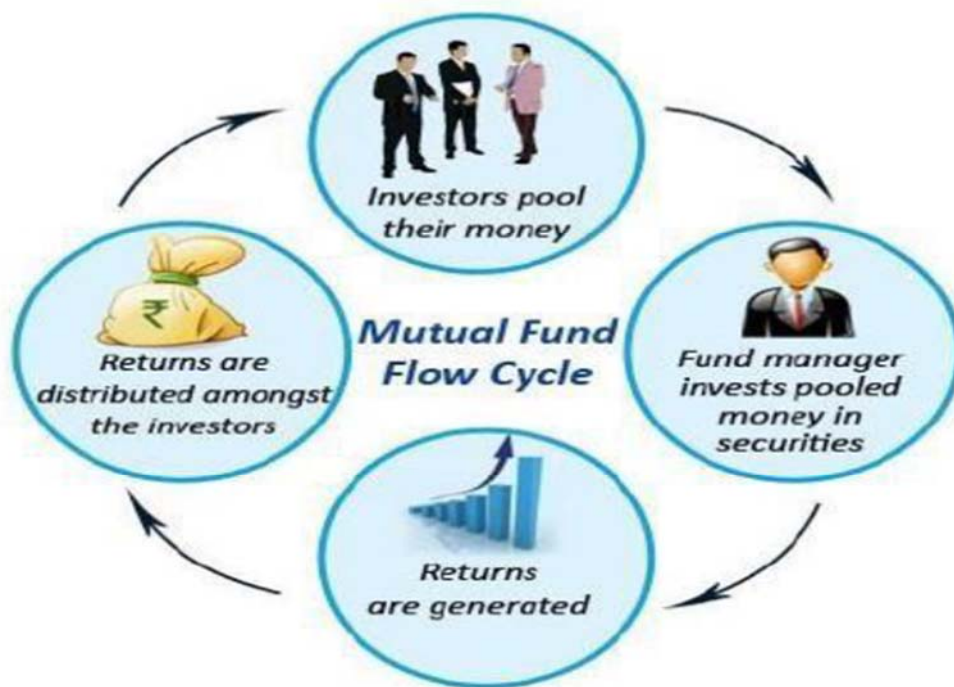 Investors pool
their money
Mutual Fund
Flow Cycle
Fund manager
invests pooled
money in
securities
Returns
are generated
₹
Returns are
distributed amongst
the investors